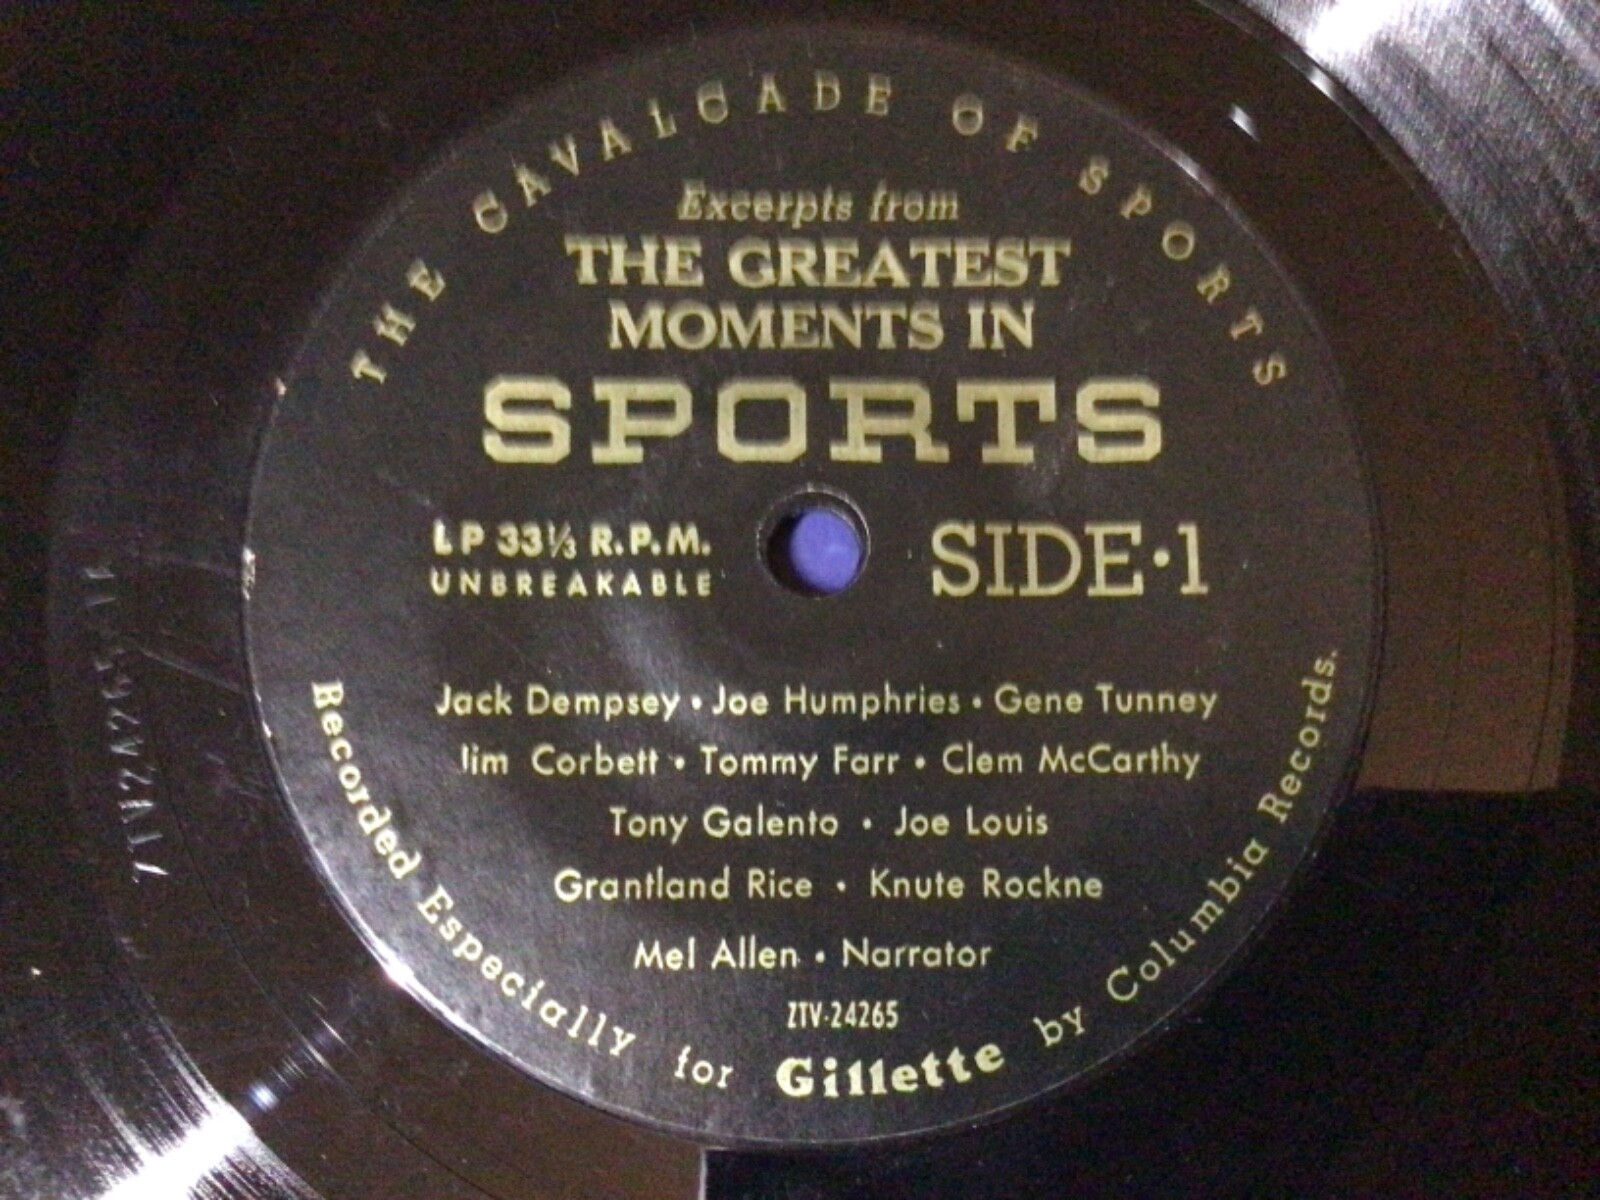 THE CAVALCADE OF SPORTS
Excerpts from
THE GREATEST
MOMENTS IN
SPORTS
LP 33⅓ R.P.M.
UNBREAKABLE
SIDE·1
Jack Dempsey • Joe Humphries • Gene Tunney
Jim Corbett • Tommy Farr • Clem McCarthy
Tony Galento • Joe Louis
Grantland Rice • Knute Rockne
Mel Allen • Narrator
ZTV-24265
Recorded Especially for Gillette by Columbia Records.